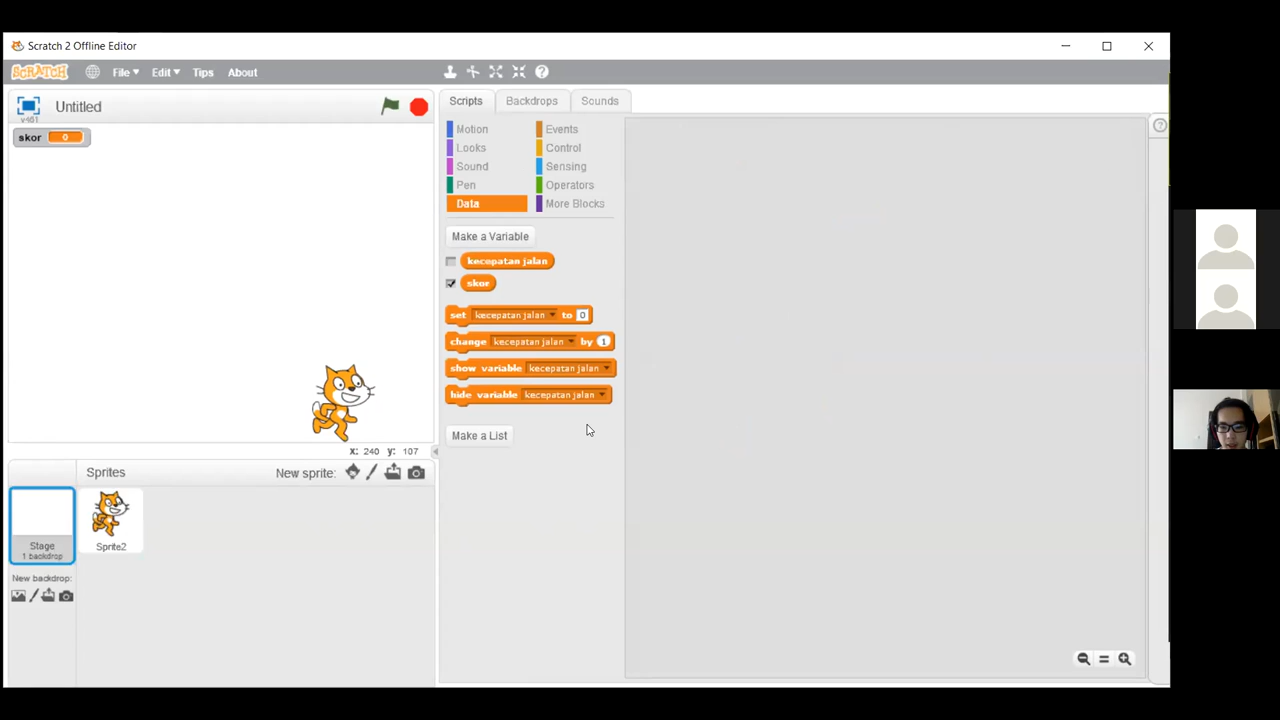 Scratch 2 Offline Editor
SCRATCH File Edit Tips About
Untitled
v461
skor 0
x: 240 y: 107
Sprites New sprite:
Stage
1 backdrop
Sprite2
New backdrop:
Scripts Backdrops Sounds
Motion Events
Looks Control
Sound Sensing
Pen Operators
Data More Blocks
Make a Variable
kecepatan jalan
skor
set kecepatan jalan to 0
change kecepatan jalan by 1
show variable kecepatan jalan
hide variable kecepatan jalan
Make a List